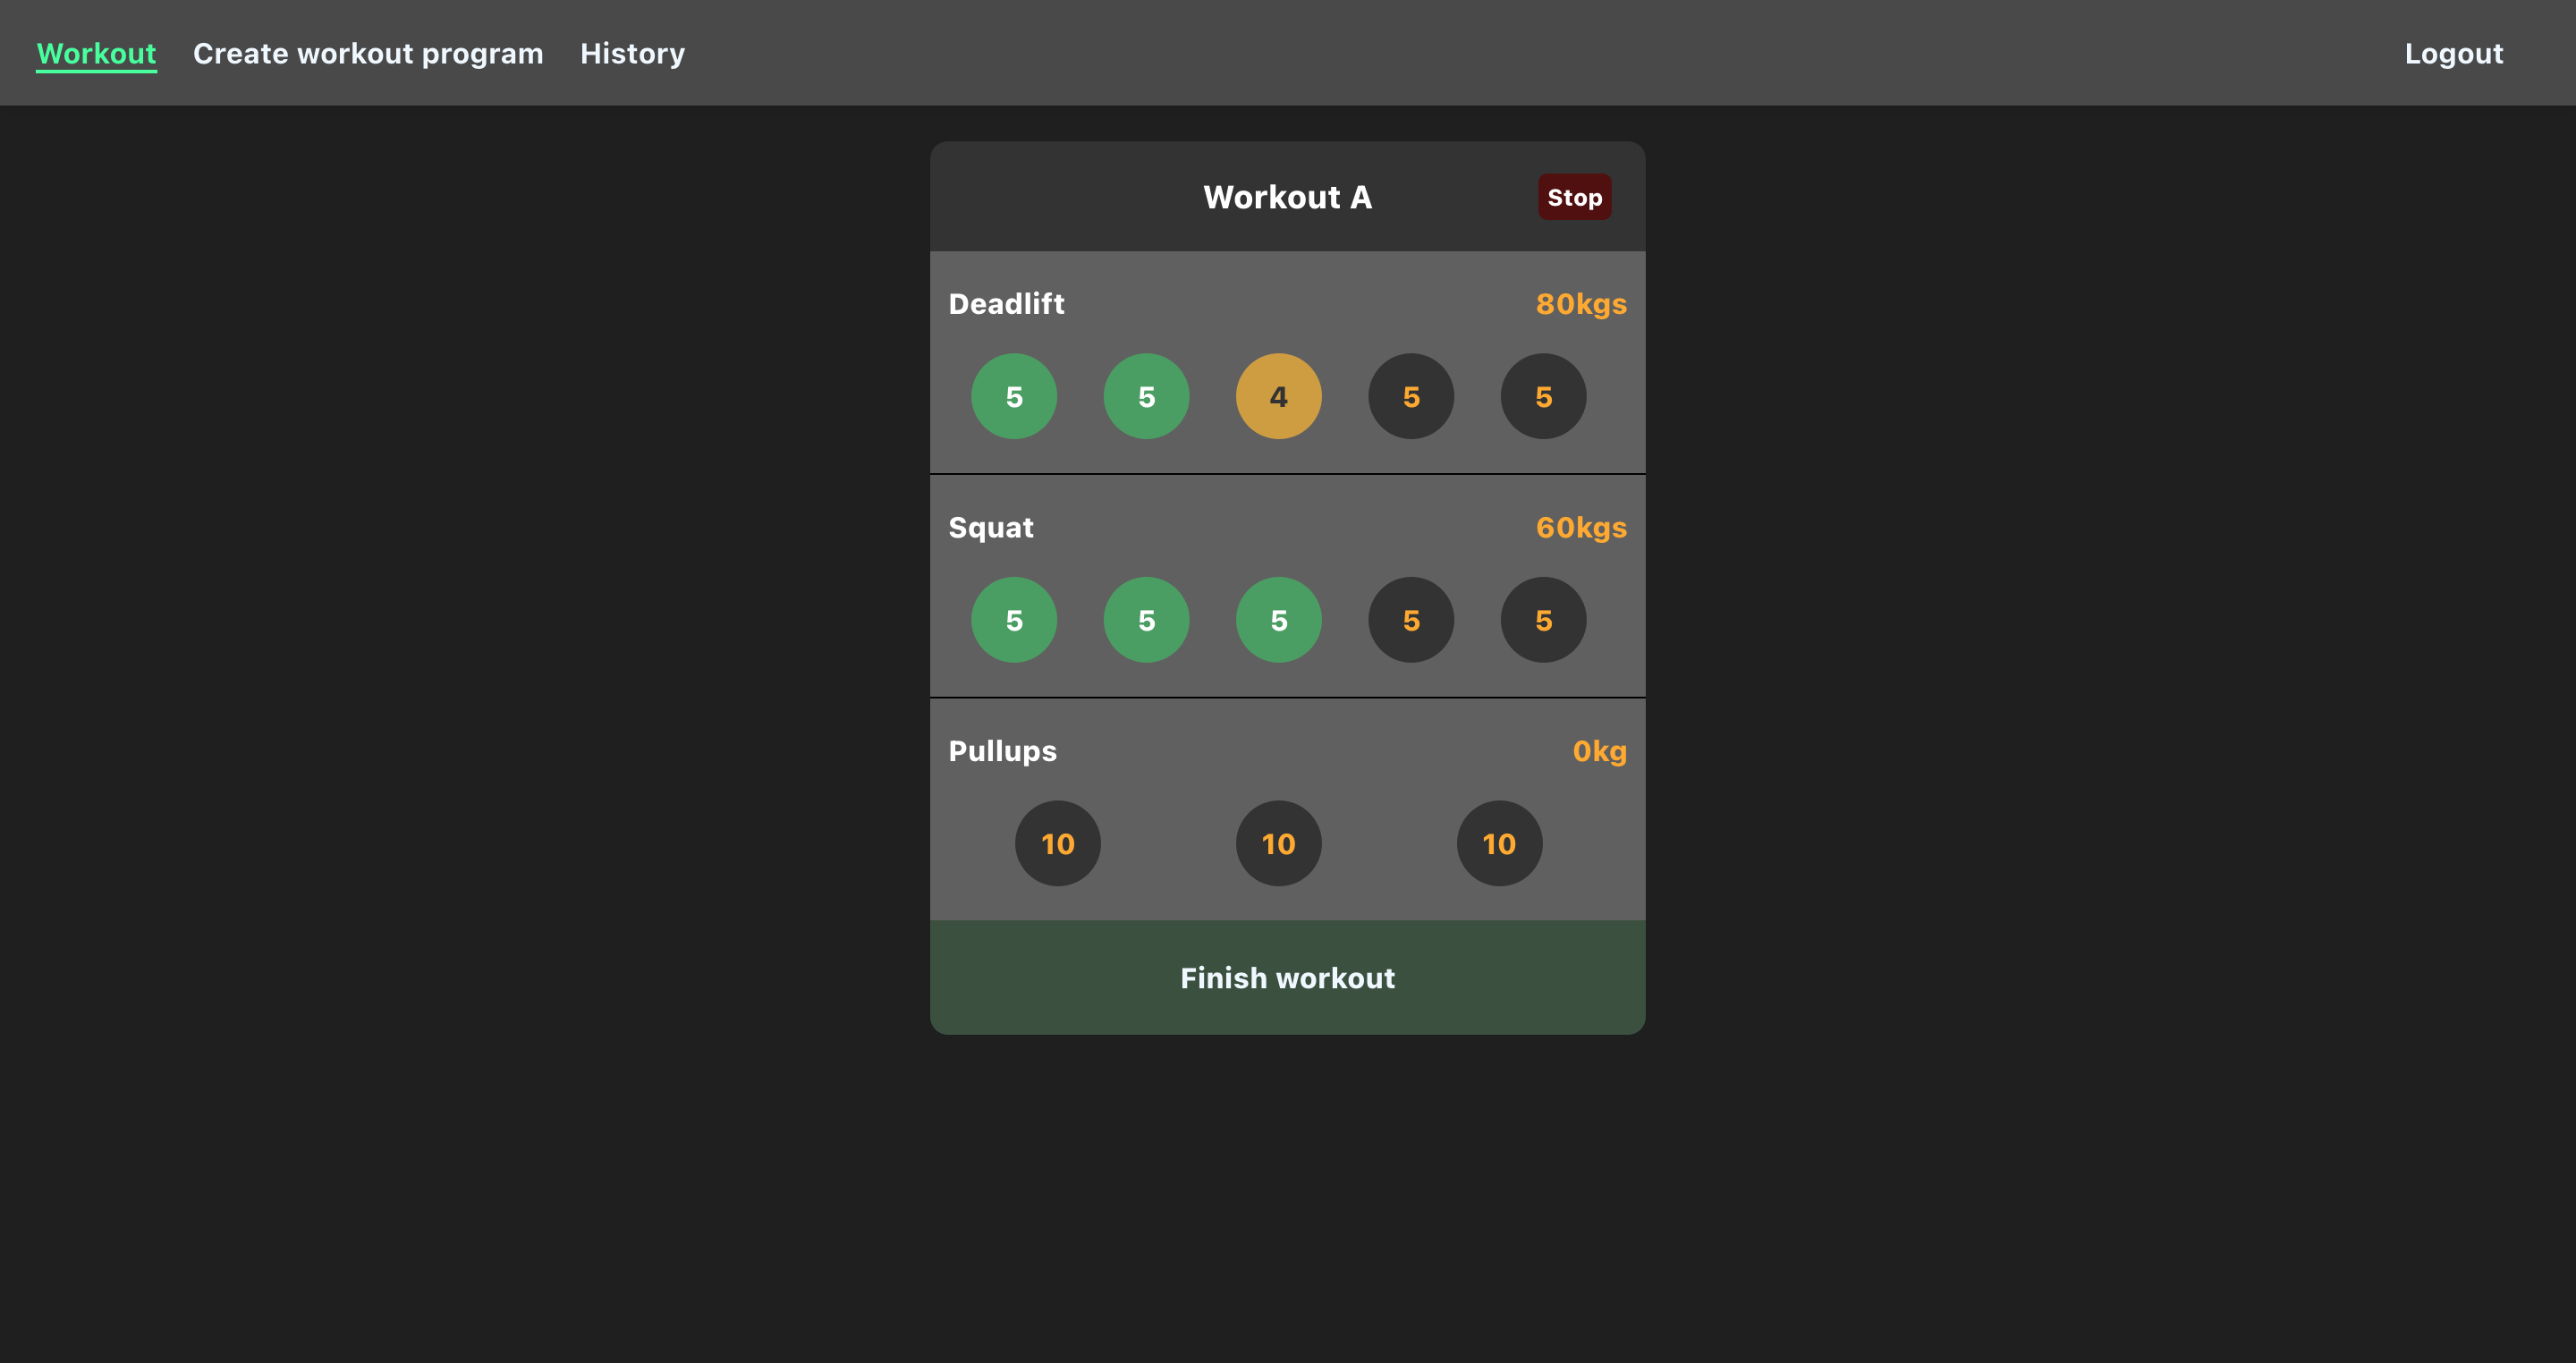 Workout Create workout program History Logout
Workout A Stop
Deadlift 80kgs
5 5 4 5 5
Squat 60kgs
5 5 5 5 5
Pullups 0kg
10 10 10
Finish workout